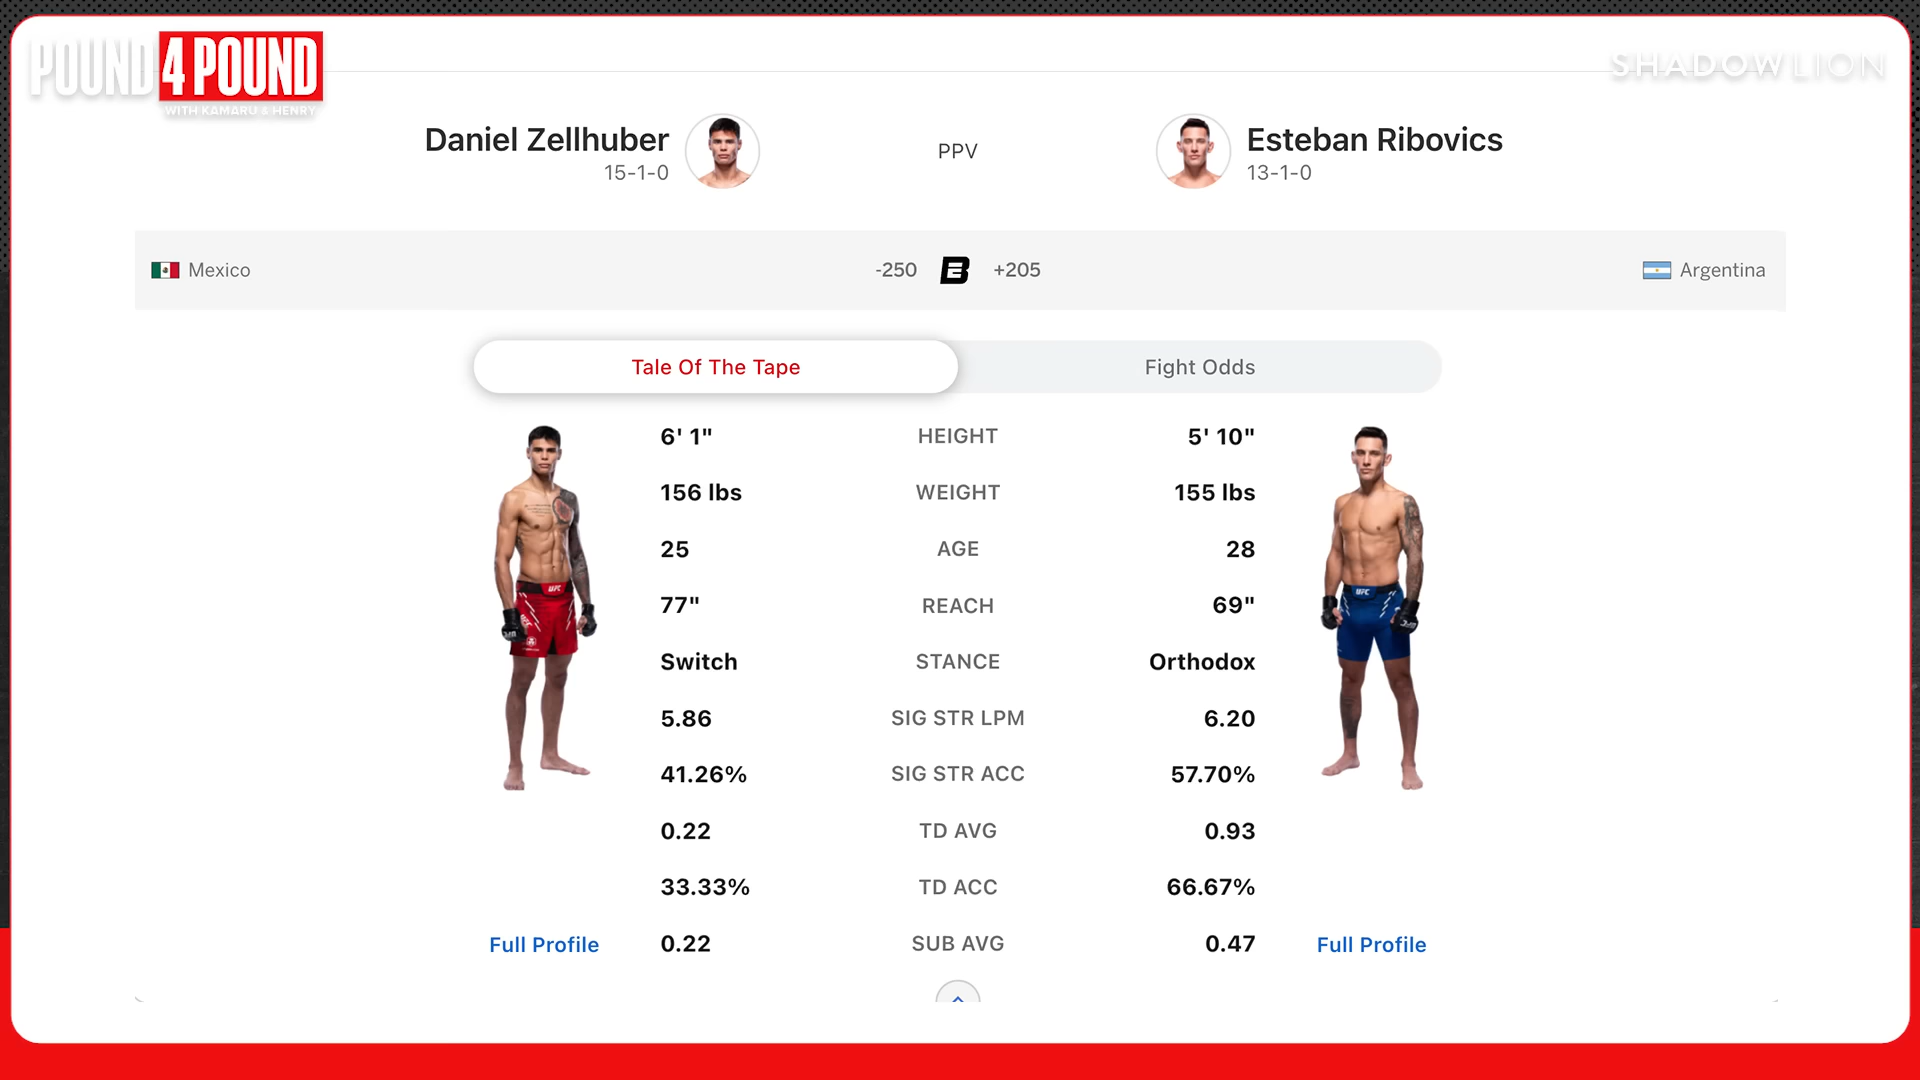 POUND 4 POUND
WITH KAMARU & HENRY
SHADOWLION
Daniel Zellhuber
15-1-0
PPV
Esteban Ribovics
13-1-0
Mexico
-250 E +205
Argentina
Tale Of The Tape
Fight Odds
6' 1" HEIGHT 5' 10"
156 lbs WEIGHT 155 lbs
25 AGE 28
77" REACH 69"
Switch STANCE Orthodox
5.86 SIG STR LPM 6.20
41.26% SIG STR ACC 57.70%
0.22 TD AVG 0.93
33.33% TD ACC 66.67%
Full Profile 0.22 SUB AVG 0.47 Full Profile
UFC
UFC